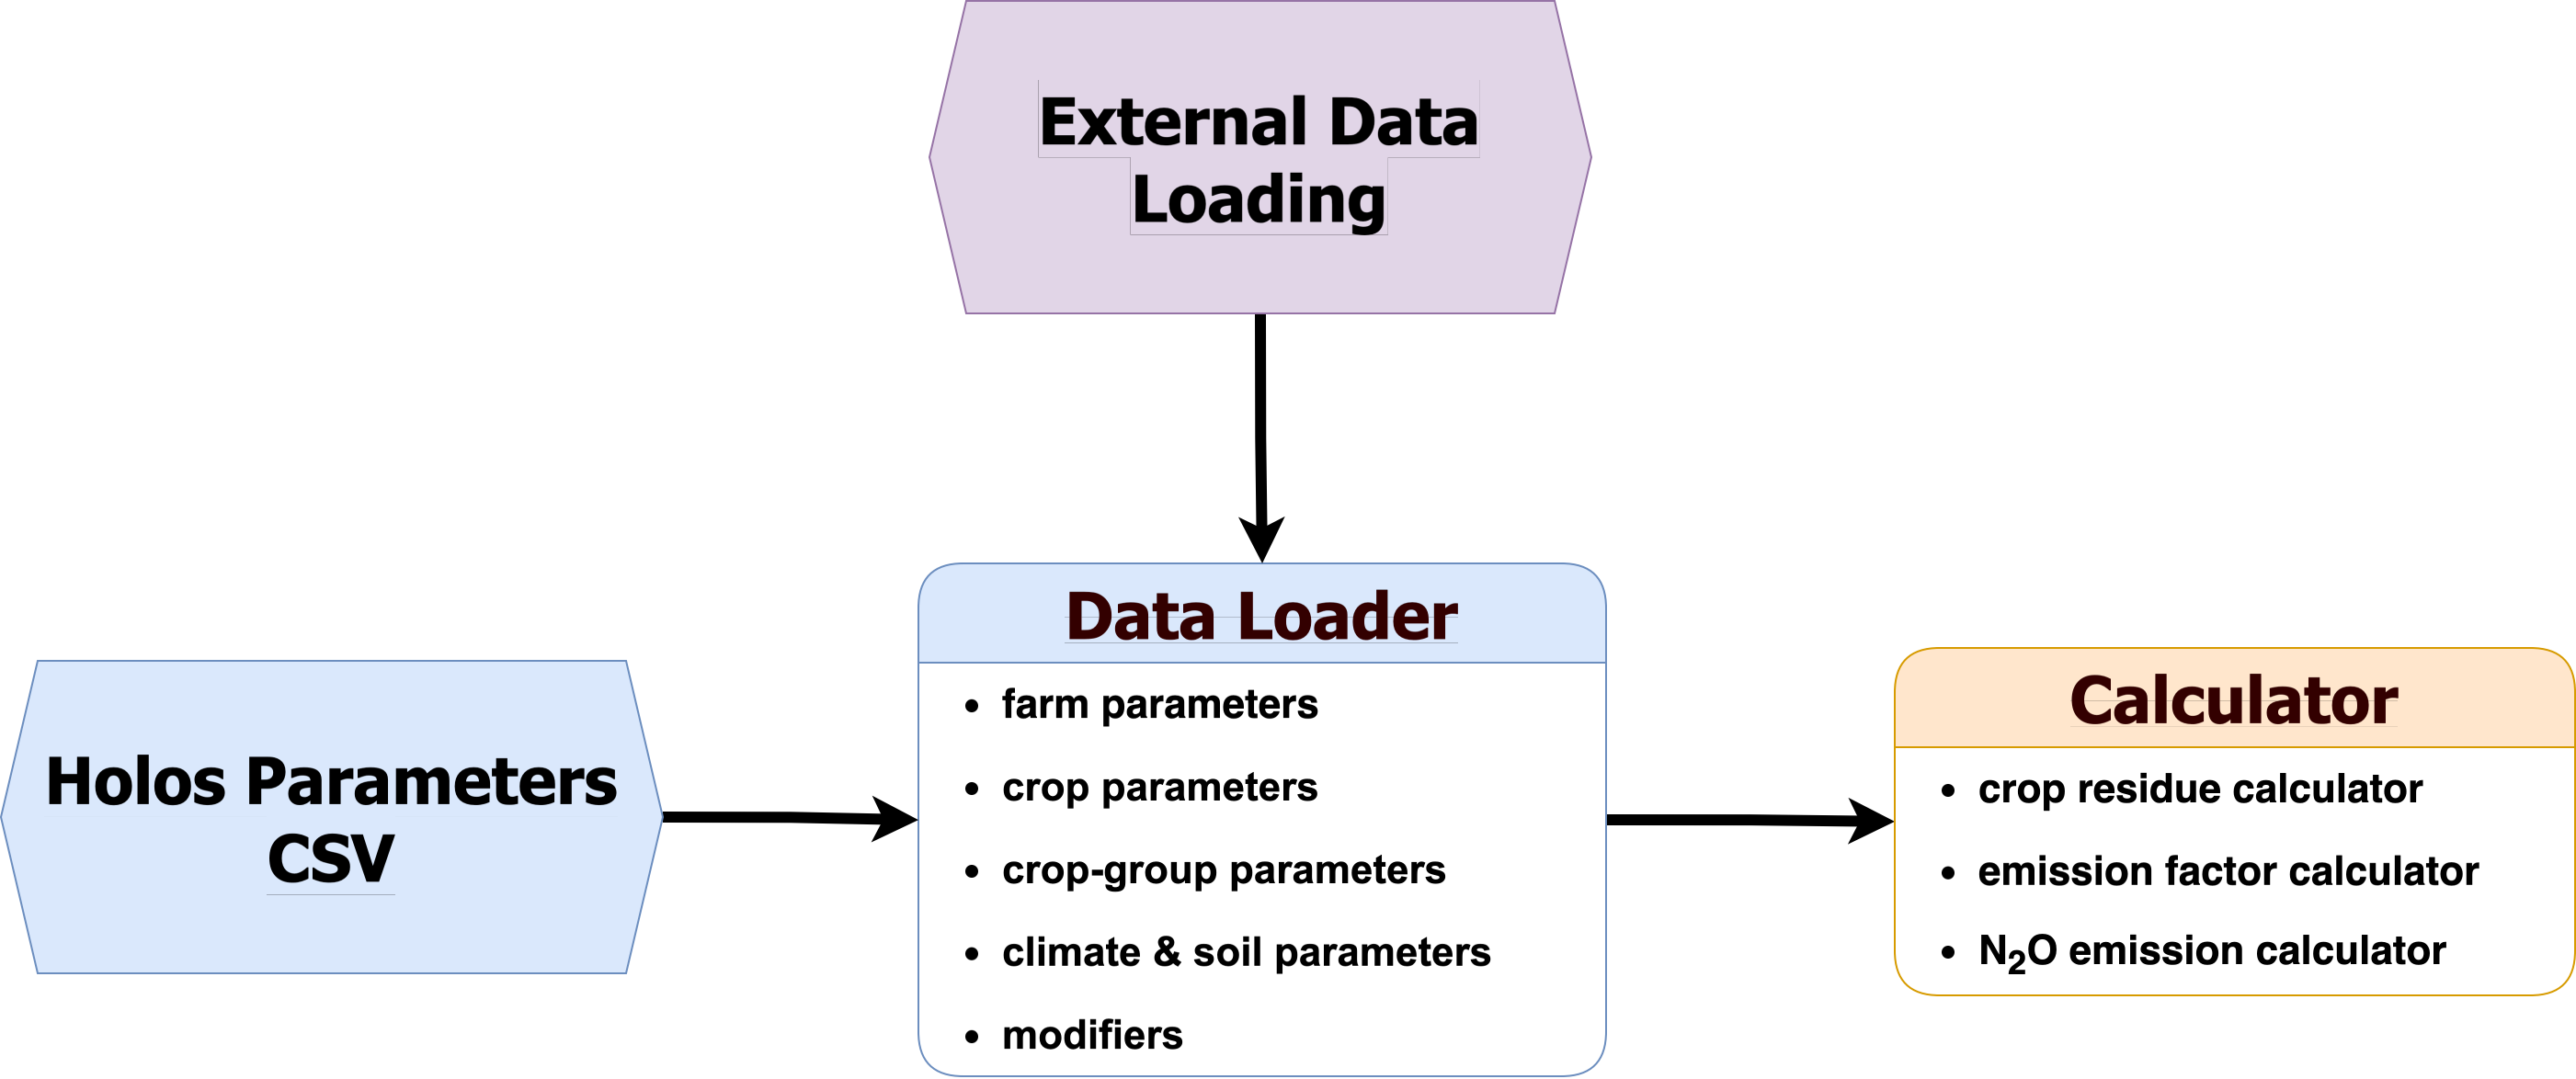 External Data
Loading
Holos Parameters
CSV
Data Loader
• farm parameters
• crop parameters
• crop-group parameters
• climate & soil parameters
• modifiers
Calculator
• crop residue calculator
• emission factor calculator
• N₂O emission calculator